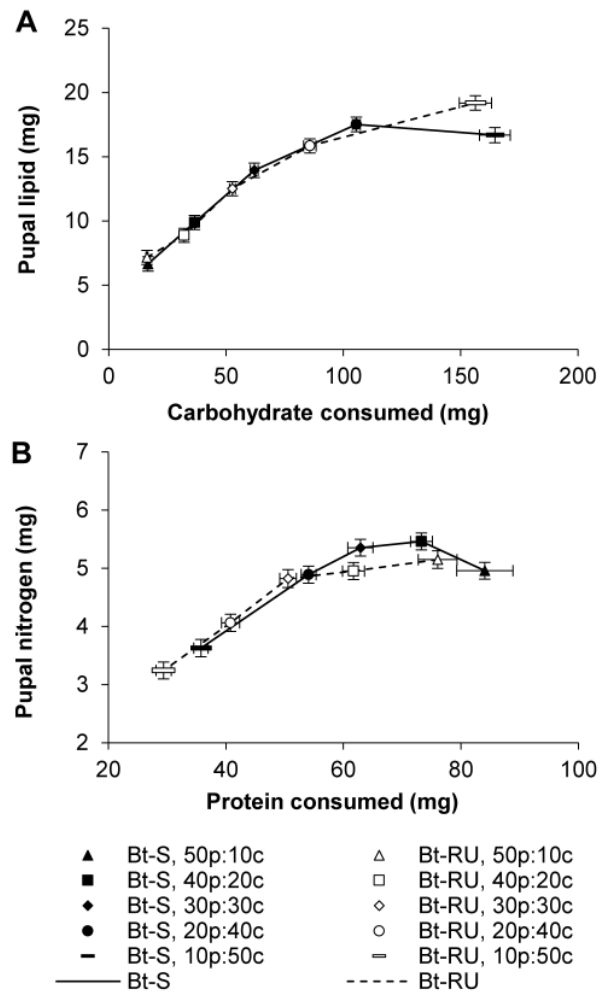 A
25
20
15
10
5
0
Pupal lipid (mg)
0 50 100 150 200
Carbohydrate consumed (mg)
B
7
6
5
4
3
2
Pupal nitrogen (mg)
20 40 60 80 100
Protein consumed (mg)
Bt-S, 50p:10c Bt-RU, 50p:10c
Bt-S, 40p:20c Bt-RU, 40p:20c
Bt-S, 30p:30c Bt-RU, 30p:30c
Bt-S, 20p:40c Bt-RU, 20p:40c
Bt-S, 10p:50c Bt-RU, 10p:50c
Bt-S Bt-RU